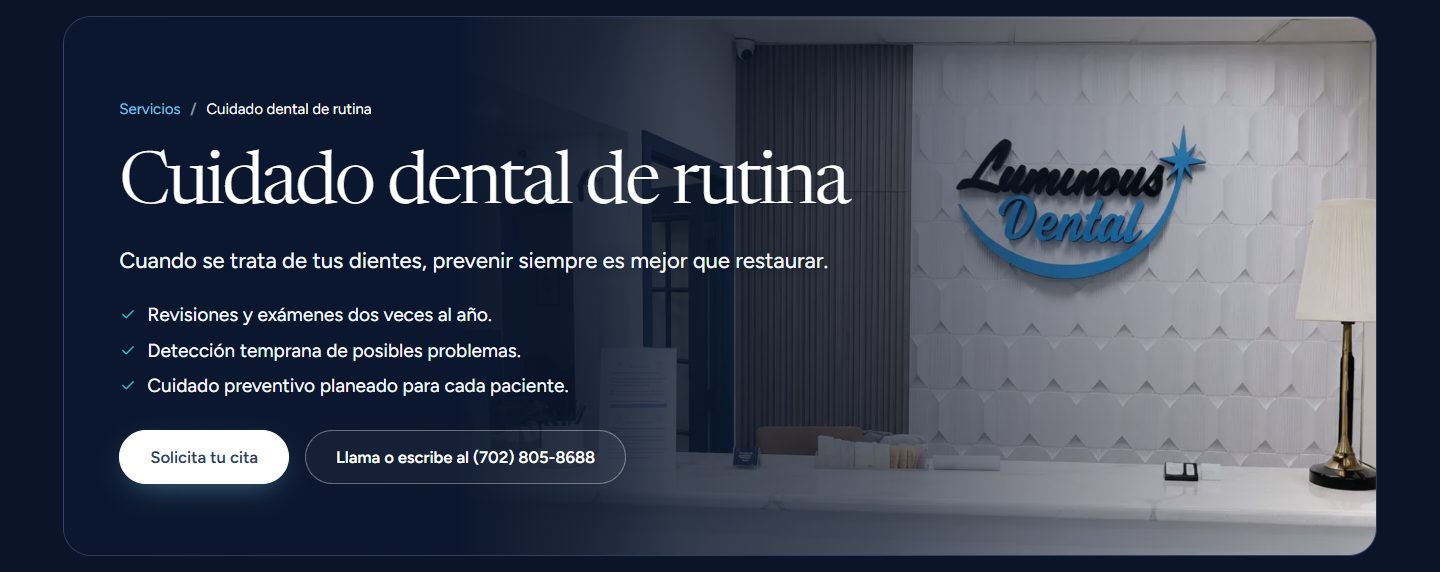 Servicios / Cuidado dental de rutina
Cuidado dental de rutina
Cuando se trata de tus dientes, prevenir siempre es mejor que restaurar.
Revisiones y exámenes dos veces al año.
Detección temprana de posibles problemas.
Cuidado preventivo planeado para cada paciente.
Solicita tu cita
Llama o escribe al (702) 805-8688
Luminous
Dental